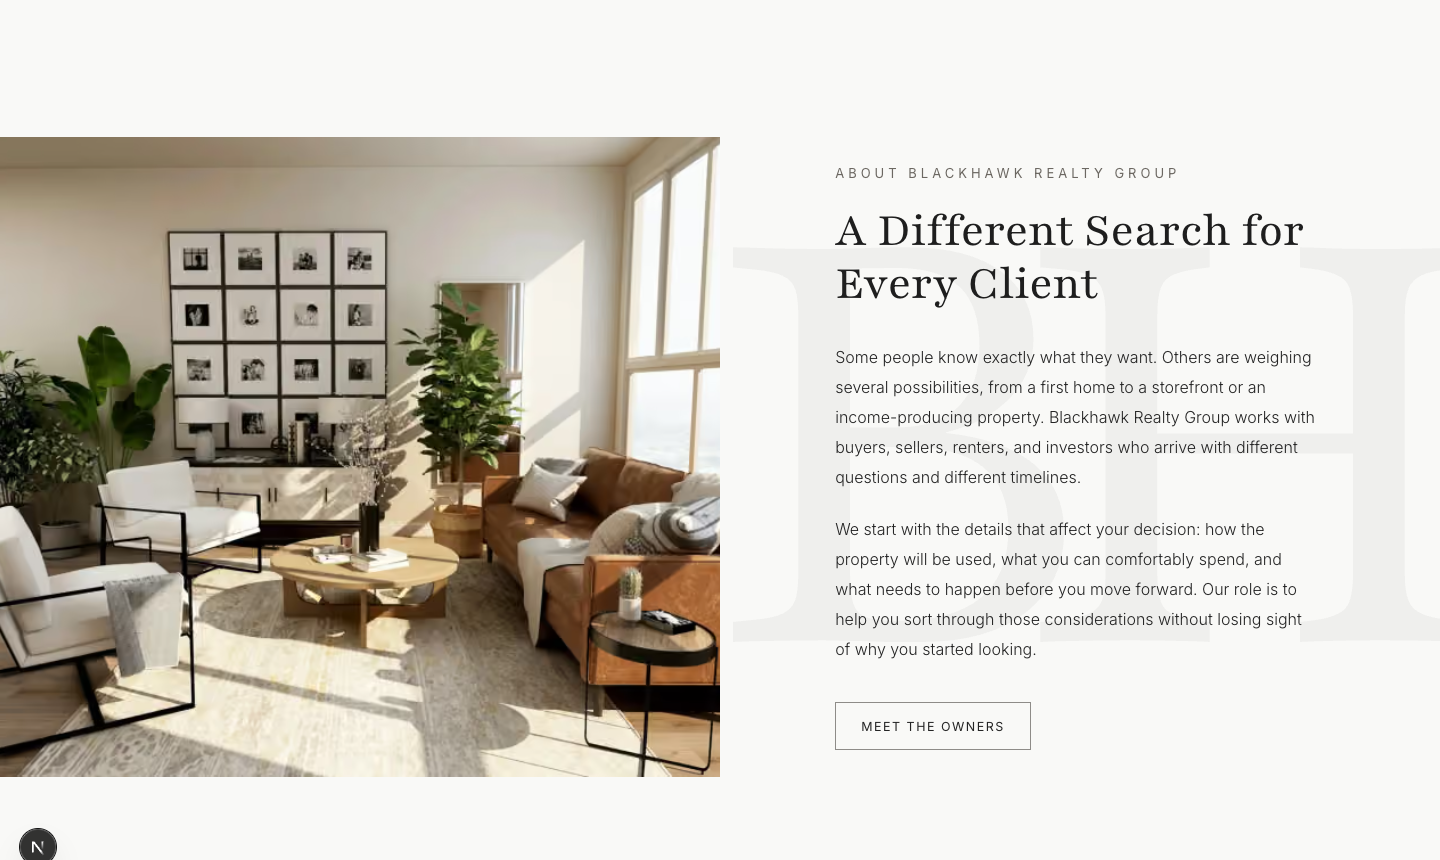 ABOUT BLACKHAWK REALTY GROUP
A Different Search for
Every Client
Some people know exactly what they want. Others are weighing
several possibilities, from a first home to a storefront or an
income-producing property. Blackhawk Realty Group works with
buyers, sellers, renters, and investors who arrive with different
questions and different timelines.
We start with the details that affect your decision: how the
property will be used, what you can comfortably spend, and
what needs to happen before you move forward. Our role is to
help you sort through those considerations without losing sight
of why you started looking.
MEET THE OWNERS
BH
N